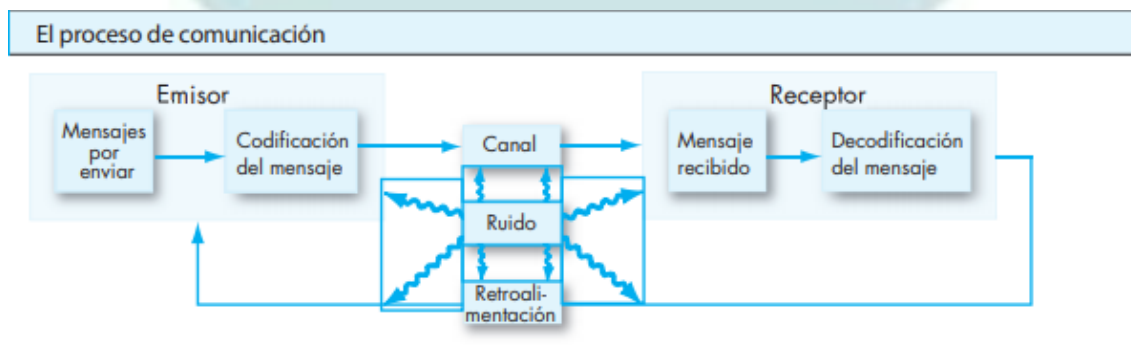 El proceso de comunicación
Emisor
Mensajes
por
enviar
Codificación
del mensaje
Canal
Ruido
Retroali-
mentación
Receptor
Mensaje
recibido
Decodificación
del mensaje